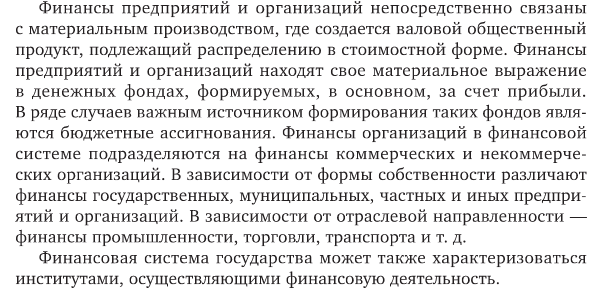 Финансы предприятий и организаций непосредственно связаны
с материальным производством, где создается валовой общественный
продукт, подлежащий распределению в стоимостной форме. Финансы
предприятий и организаций находят свое материальное выражение
в денежных фондах, формируемых, в основном, за счет прибыли.
В ряде случаев важным источником формирования таких фондов явля-
ются бюджетные ассигнования. Финансы организаций в финансовой
системе подразделяются на финансы коммерческих и некоммерче-
ских организаций. В зависимости от формы собственности различают
финансы государственных, муниципальных, частных и иных предпри-
ятий и организаций. В зависимости от отраслевой направленности —
финансы промышленности, торговли, транспорта и т. д.
Финансовая система государства может также характеризоваться
институтами, осуществляющими финансовую деятельность.